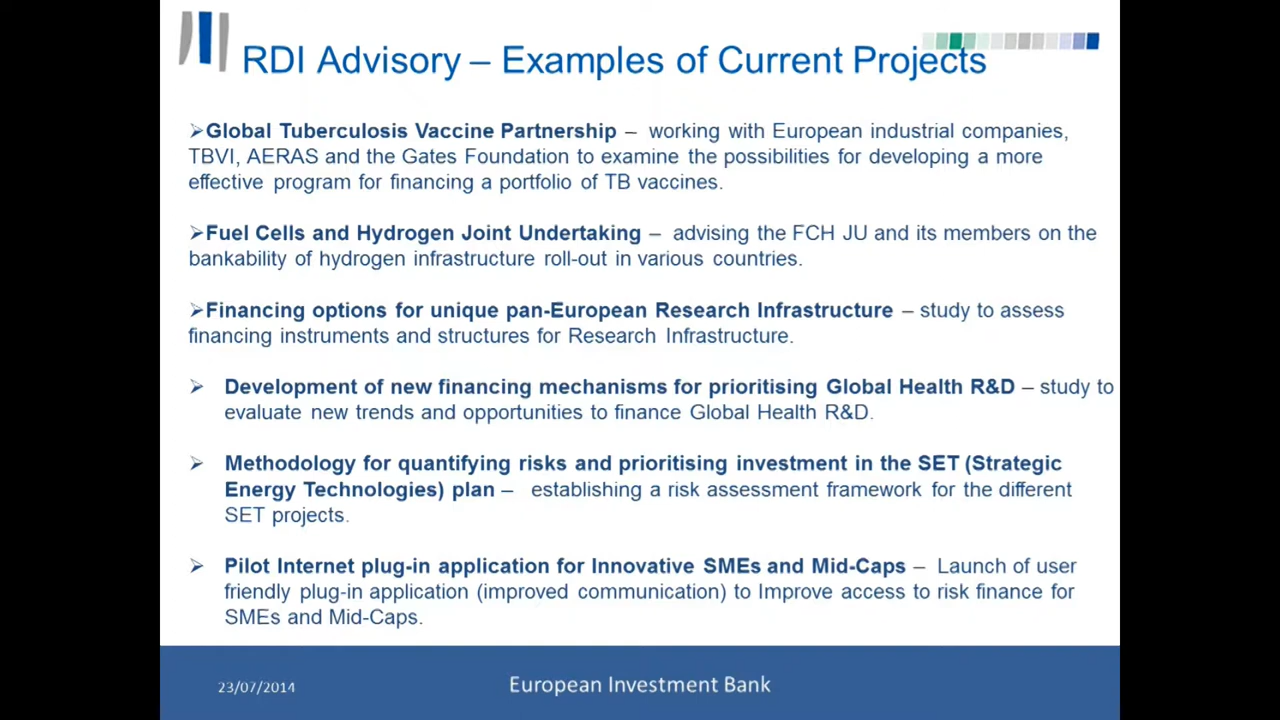 RDI Advisory – Examples of Current Projects
➢Global Tuberculosis Vaccine Partnership – working with European industrial companies,
TBVI, AERAS and the Gates Foundation to examine the possibilities for developing a more
effective program for financing a portfolio of TB vaccines.
➢Fuel Cells and Hydrogen Joint Undertaking – advising the FCH JU and its members on the
bankability of hydrogen infrastructure roll-out in various countries.
➢Financing options for unique pan-European Research Infrastructure – study to assess
financing instruments and structures for Research Infrastructure.
➢ Development of new financing mechanisms for prioritising Global Health R&D – study to
evaluate new trends and opportunities to finance Global Health R&D.
➢ Methodology for quantifying risks and prioritising investment in the SET (Strategic
Energy Technologies) plan – establishing a risk assessment framework for the different
SET projects.
➢ Pilot Internet plug-in application for Innovative SMEs and Mid-Caps – Launch of user
friendly plug-in application (improved communication) to Improve access to risk finance for
SMEs and Mid-Caps.
23/07/2014
European Investment Bank